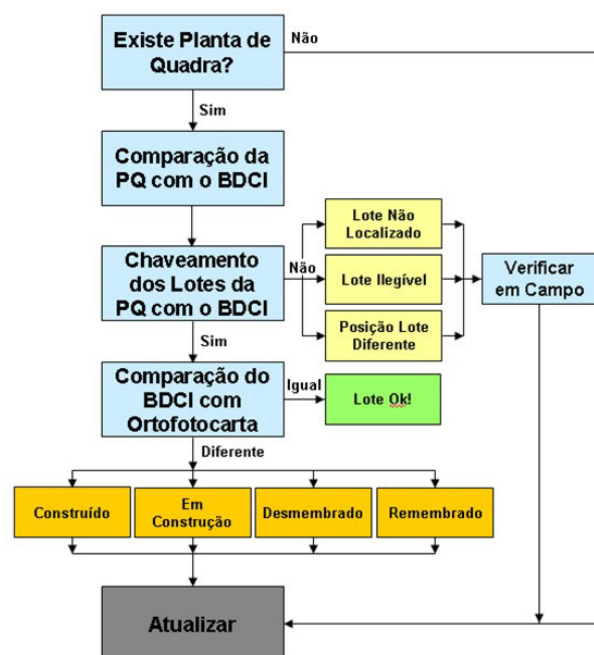 Existe Planta de
Quadra?
Não
Sim
Comparação da
PQ com o BDCI
Chaveamento
dos Lotes da
PQ com o BDCI
Não
Lote Não
Localizado
Lote Ilegível
Posição Lote
Diferente
Verificar
em Campo
Sim
Comparação do
BDCI com
Ortofotocarta
Igual
Lote Ok!
Diferente
Construído
Em
Construção
Desmembrado
Remembrado
Atualizar